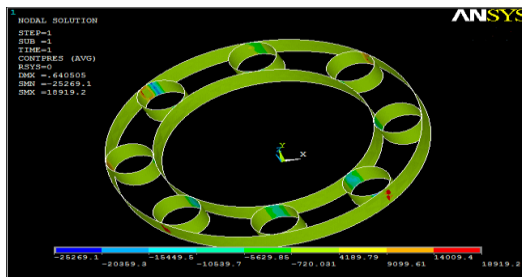 1
NODAL SOLUTION
ANSYS
STEP=1
SUB =1
TIME=1
CONTPRES (AVG)
RSYS=0
DMX =.640505
SMN =-25269.1
SMX =18919.2
Y
X
-25269.1 -15449.5 -5629.85 4189.79 14009.4
-20359.3 -10539.7 -720.031 9099.61 18919.2